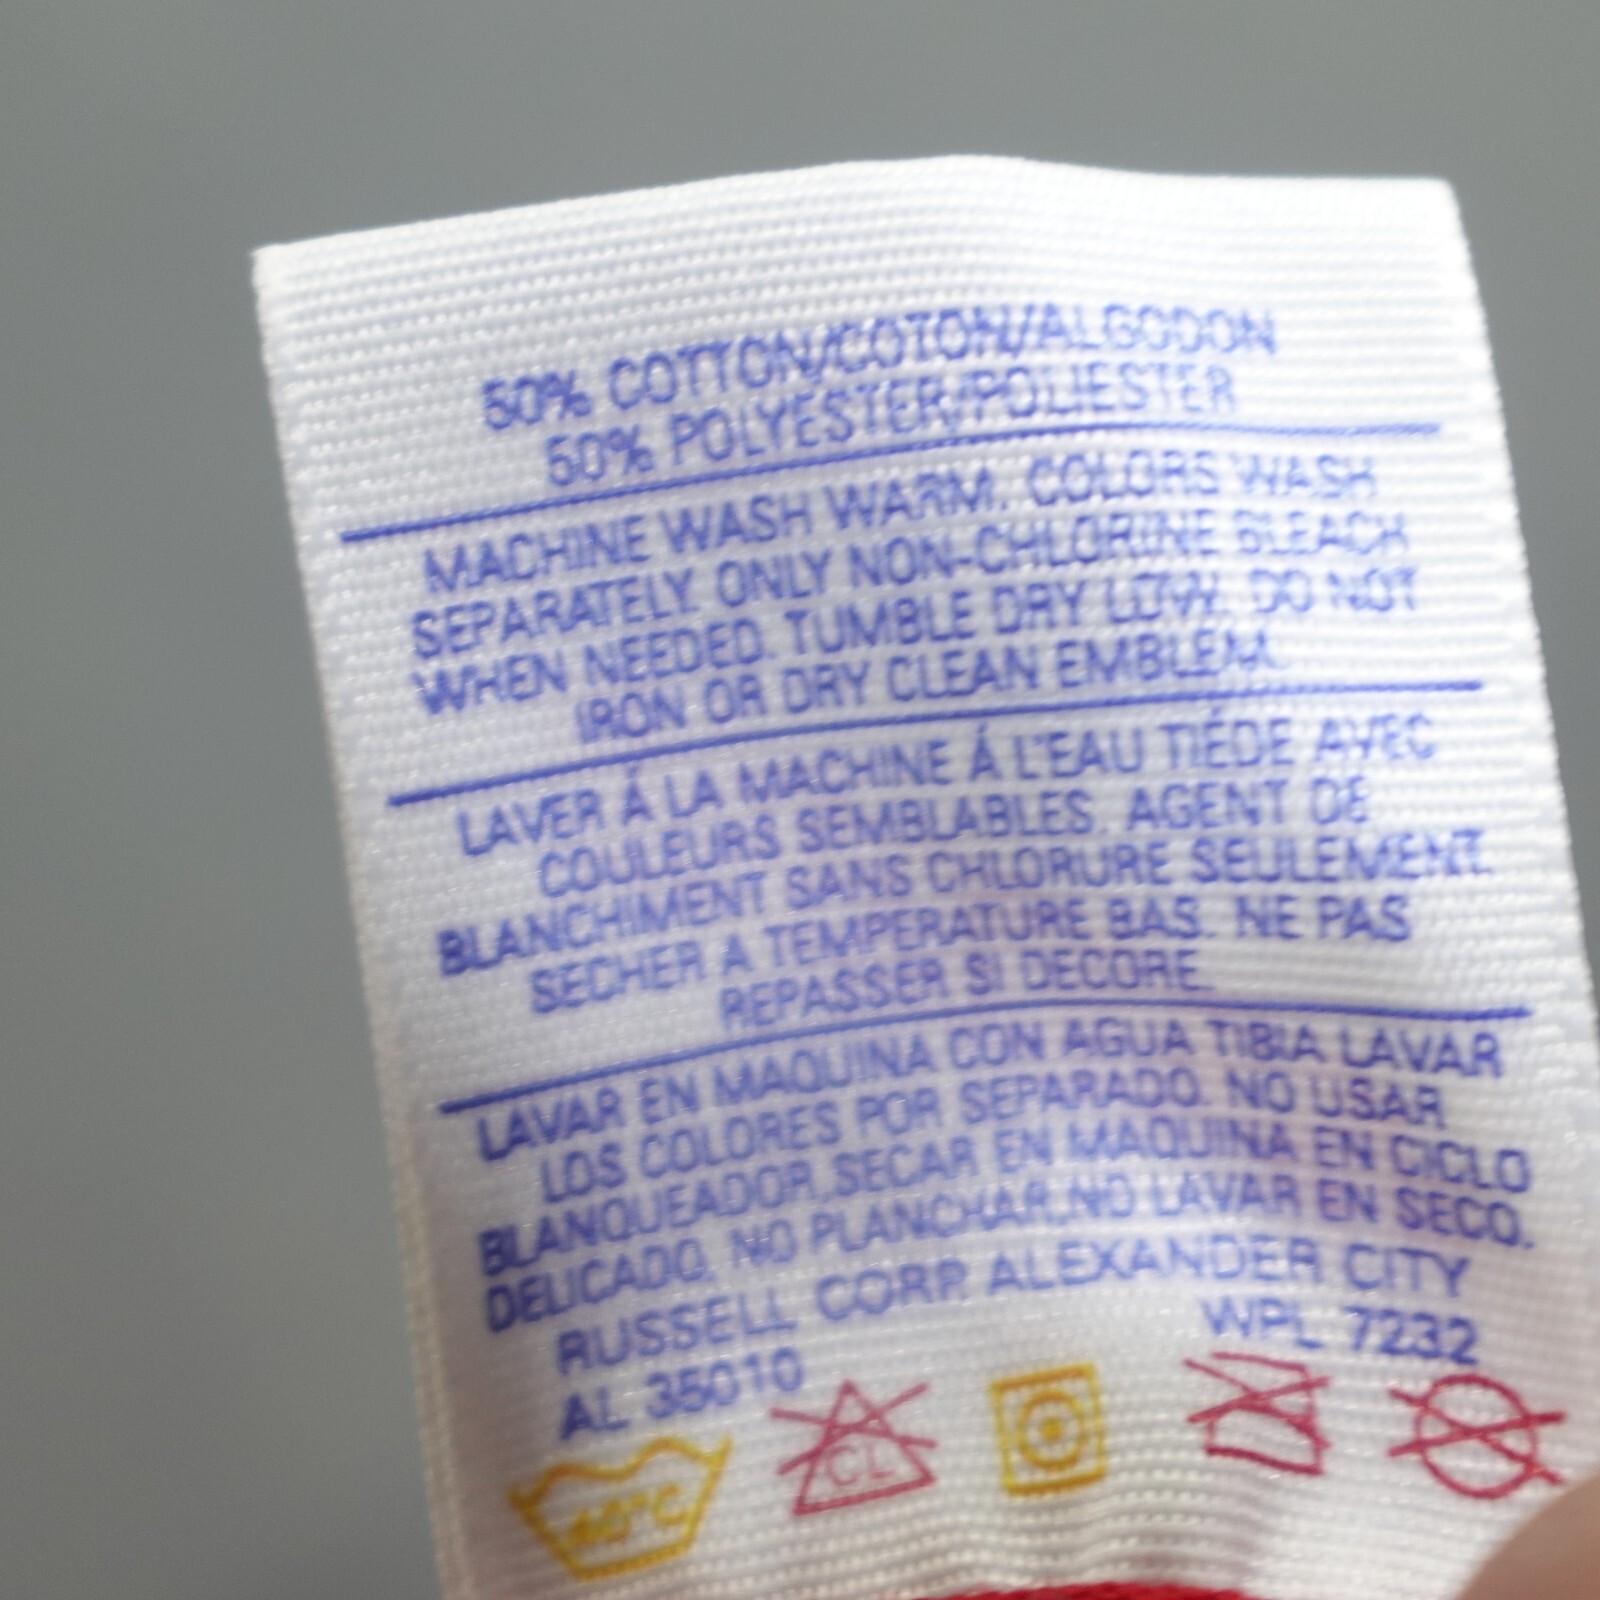 50% COTTON/COTON/ALGODON
50% POLYESTER/POLIESTER
MACHINE WASH WARM. COLORS WASH
SEPARATELY. ONLY NON-CHLORINE BLEACH
WHEN NEEDED. TUMBLE DRY LOW. DO NOT
IRON OR DRY CLEAN EMBLEM.
LAVER Á LA MACHINE Á L'EAU TIÉDE AVEC
COULEURS SEMBLABLES. AGENT DE
BLANCHIMENT SANS CHLORURE SEULEMENT.
SECHER A TEMPERATURE BAS. NE PAS
REPASSER SI DECORE.
LAVAR EN MAQUINA CON AGUA TIBIA LAVAR
LOS COLORES POR SEPARADO. NO USAR
BLANQUEADOR.SECAR EN MAQUINA EN CICLO
DELICADO. NO PLANCHAR.NO LAVAR EN SECO.
RUSSELL CORP. ALEXANDER CITY
AL 35010 WPL 7232
40°C CL